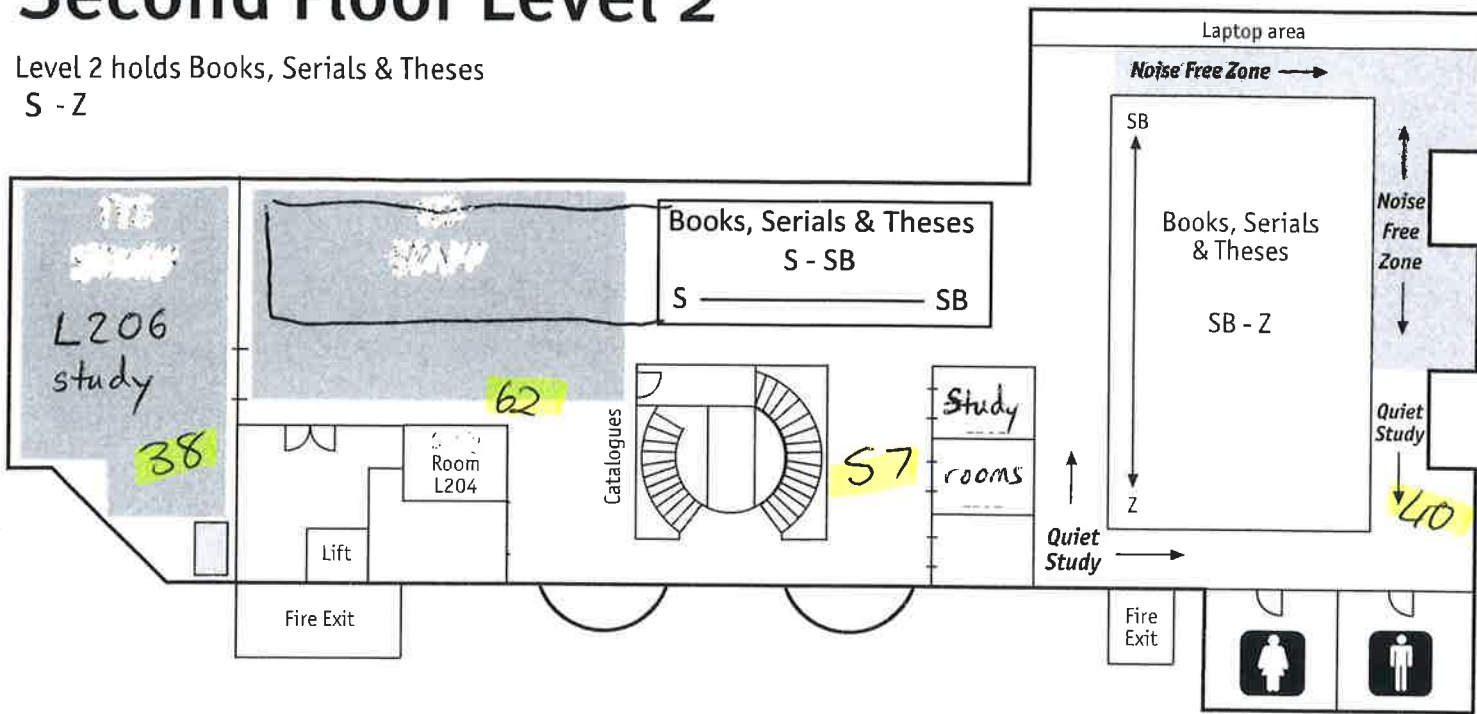 Second Floor Level 2
Level 2 holds Books, Serials & Theses
S - Z
Laptop area
Noise Free Zone
SB
Books, Serials
& Theses
SB - Z
Z
Noise
Free
Zone
Quiet
Study
40
Books, Serials & Theses
S - SB
S SB
L206
study
38
62
Room
L204
Lift
Catalogues
57
Study
rooms
Quiet
Study
Fire Exit
Fire
Exit